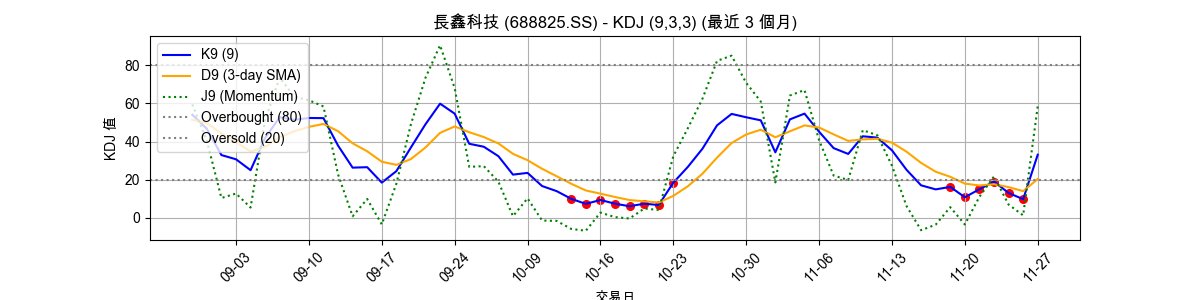 長鑫科技 (688825.SS) - KDJ (9,3,3) (最近 3 個月)
K9 (9)
D9 (3-day SMA)
J9 (Momentum)
Overbought (80)
Oversold (20)
KDJ 值
80
60
40
20
0
09-03
09-10
09-17
09-24
10-09
10-16
10-23
10-30
11-06
11-13
11-20
11-27
交易日